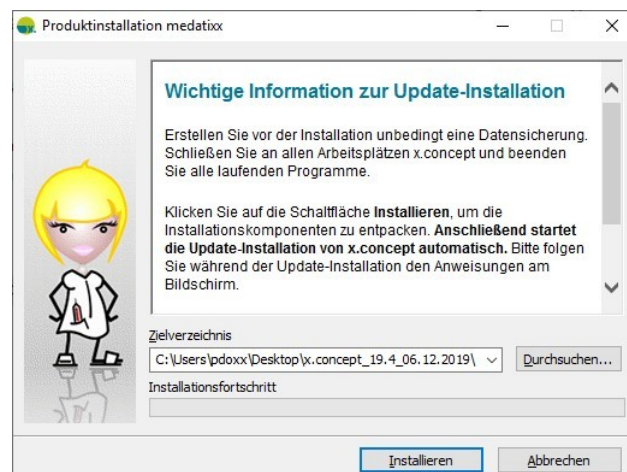 Produktinstallation medatixx
Wichtige Information zur Update-Installation
Erstellen Sie vor der Installation unbedingt eine Datensicherung.
Schließen Sie an allen Arbeitsplätzen x.concept und beenden
Sie alle laufenden Programme.
Klicken Sie auf die Schaltfläche Installieren, um die
Installationskomponenten zu entpacken. Anschließend startet
die Update-Installation von x.concept automatisch. Bitte folgen
Sie während der Update-Installation den Anweisungen am
Bildschirm.
Zielverzeichnis
C:\Users\pdoxx\Desktop\x.concept_19.4_06.12.2019\
Durchsuchen...
Installationsfortschritt
Installieren
Abbrechen